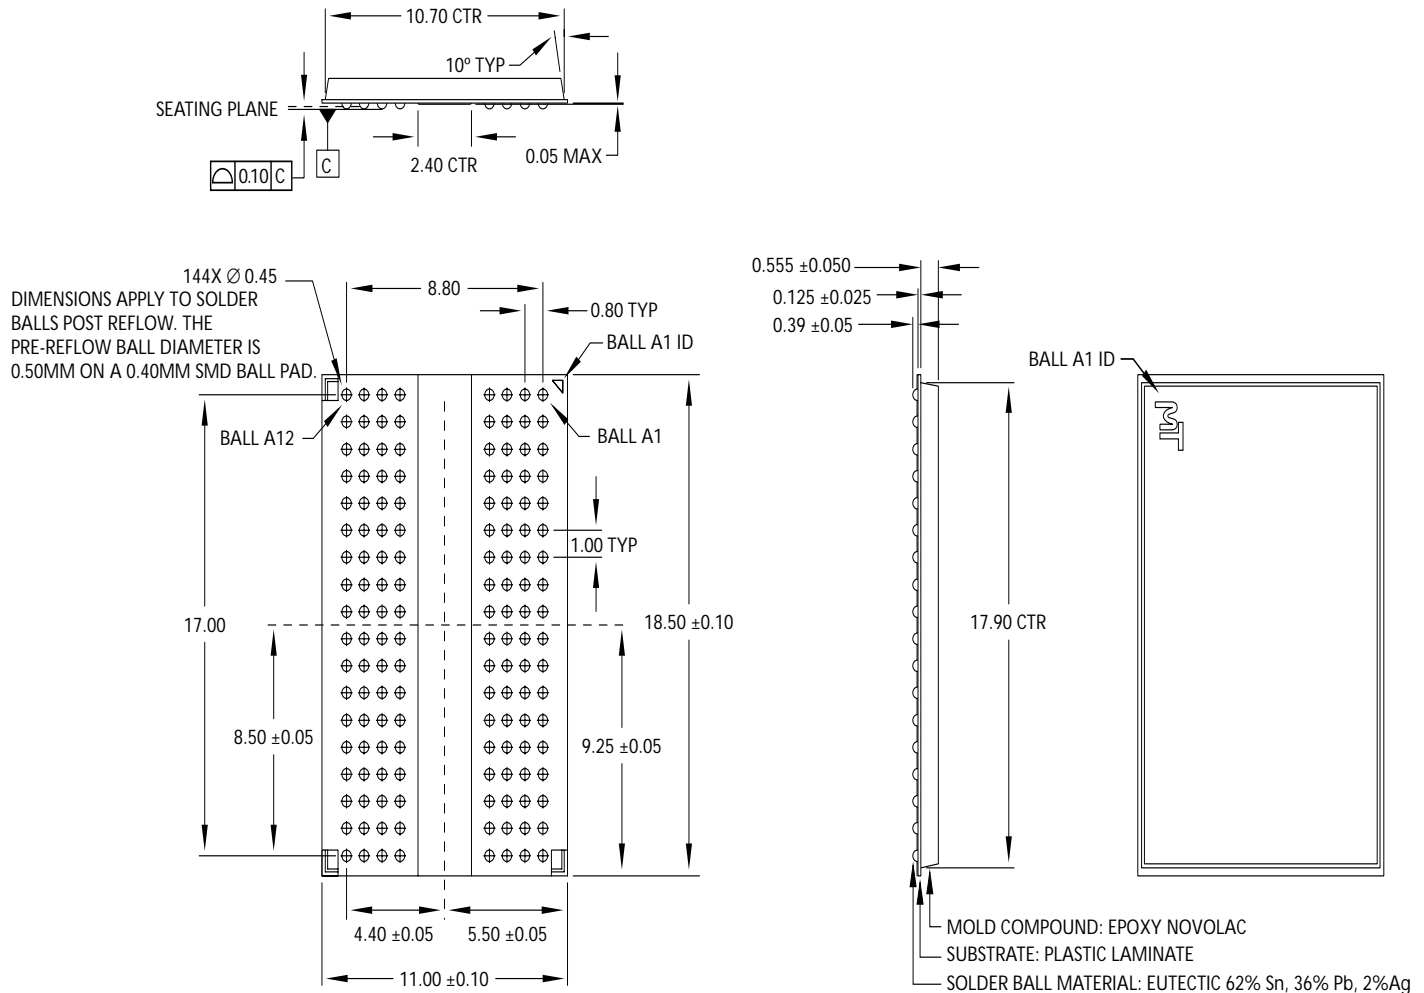 10.70 CTR
10º TYP
SEATING PLANE
C
0.10 C
2.40 CTR
0.05 MAX
144X Ø 0.45
DIMENSIONS APPLY TO SOLDER
BALLS POST REFLOW. THE
PRE-REFLOW BALL DIAMETER IS
0.50MM ON A 0.40MM SMD BALL PAD.
8.80
0.80 TYP
BALL A1 ID
BALL A12
BALL A1
1.00 TYP
17.00
18.50 ±0.10
8.50 ±0.05
9.25 ±0.05
4.40 ±0.05
5.50 ±0.05
11.00 ±0.10
0.555 ±0.050
0.125 ±0.025
0.39 ±0.05
BALL A1 ID
17.90 CTR
MOLD COMPOUND: EPOXY NOVOLAC
SUBSTRATE: PLASTIC LAMINATE
SOLDER BALL MATERIAL: EUTECTIC 62% Sn, 36% Pb, 2%Ag